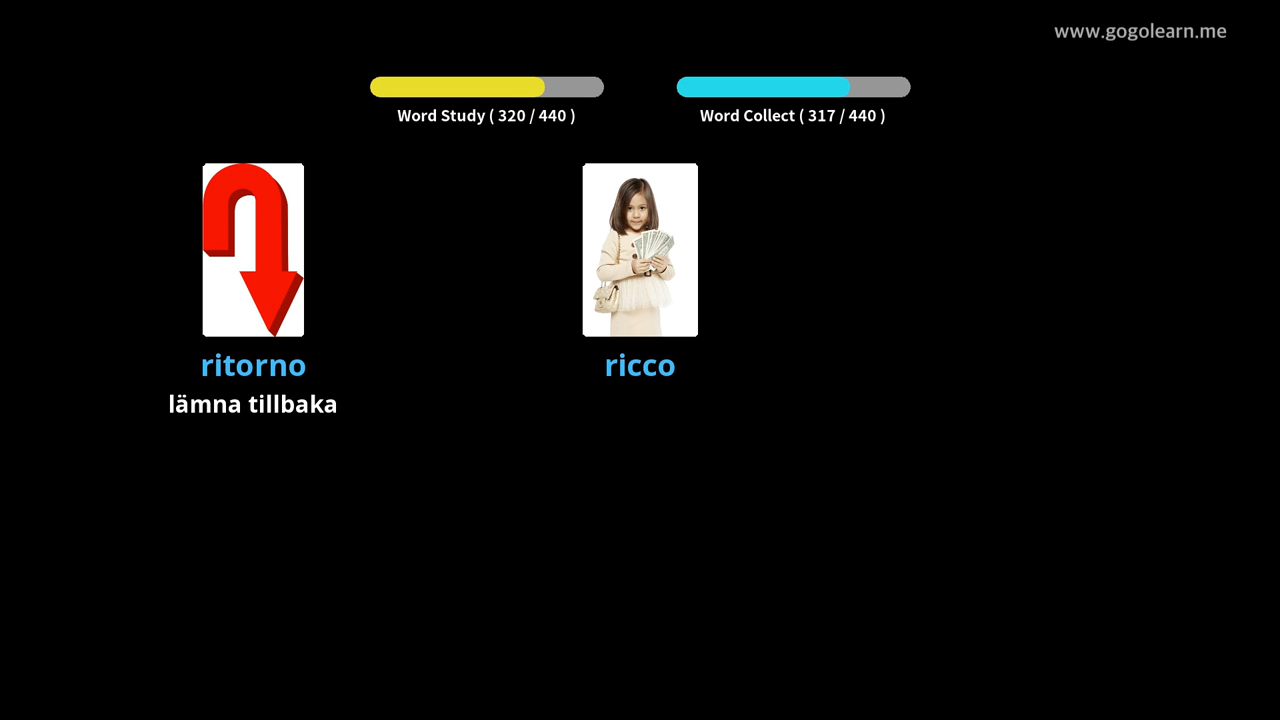 www.gogolearn.me
Word Study ( 320 / 440 )
Word Collect ( 317 / 440 )
ritorno
ricco
lämna tillbaka